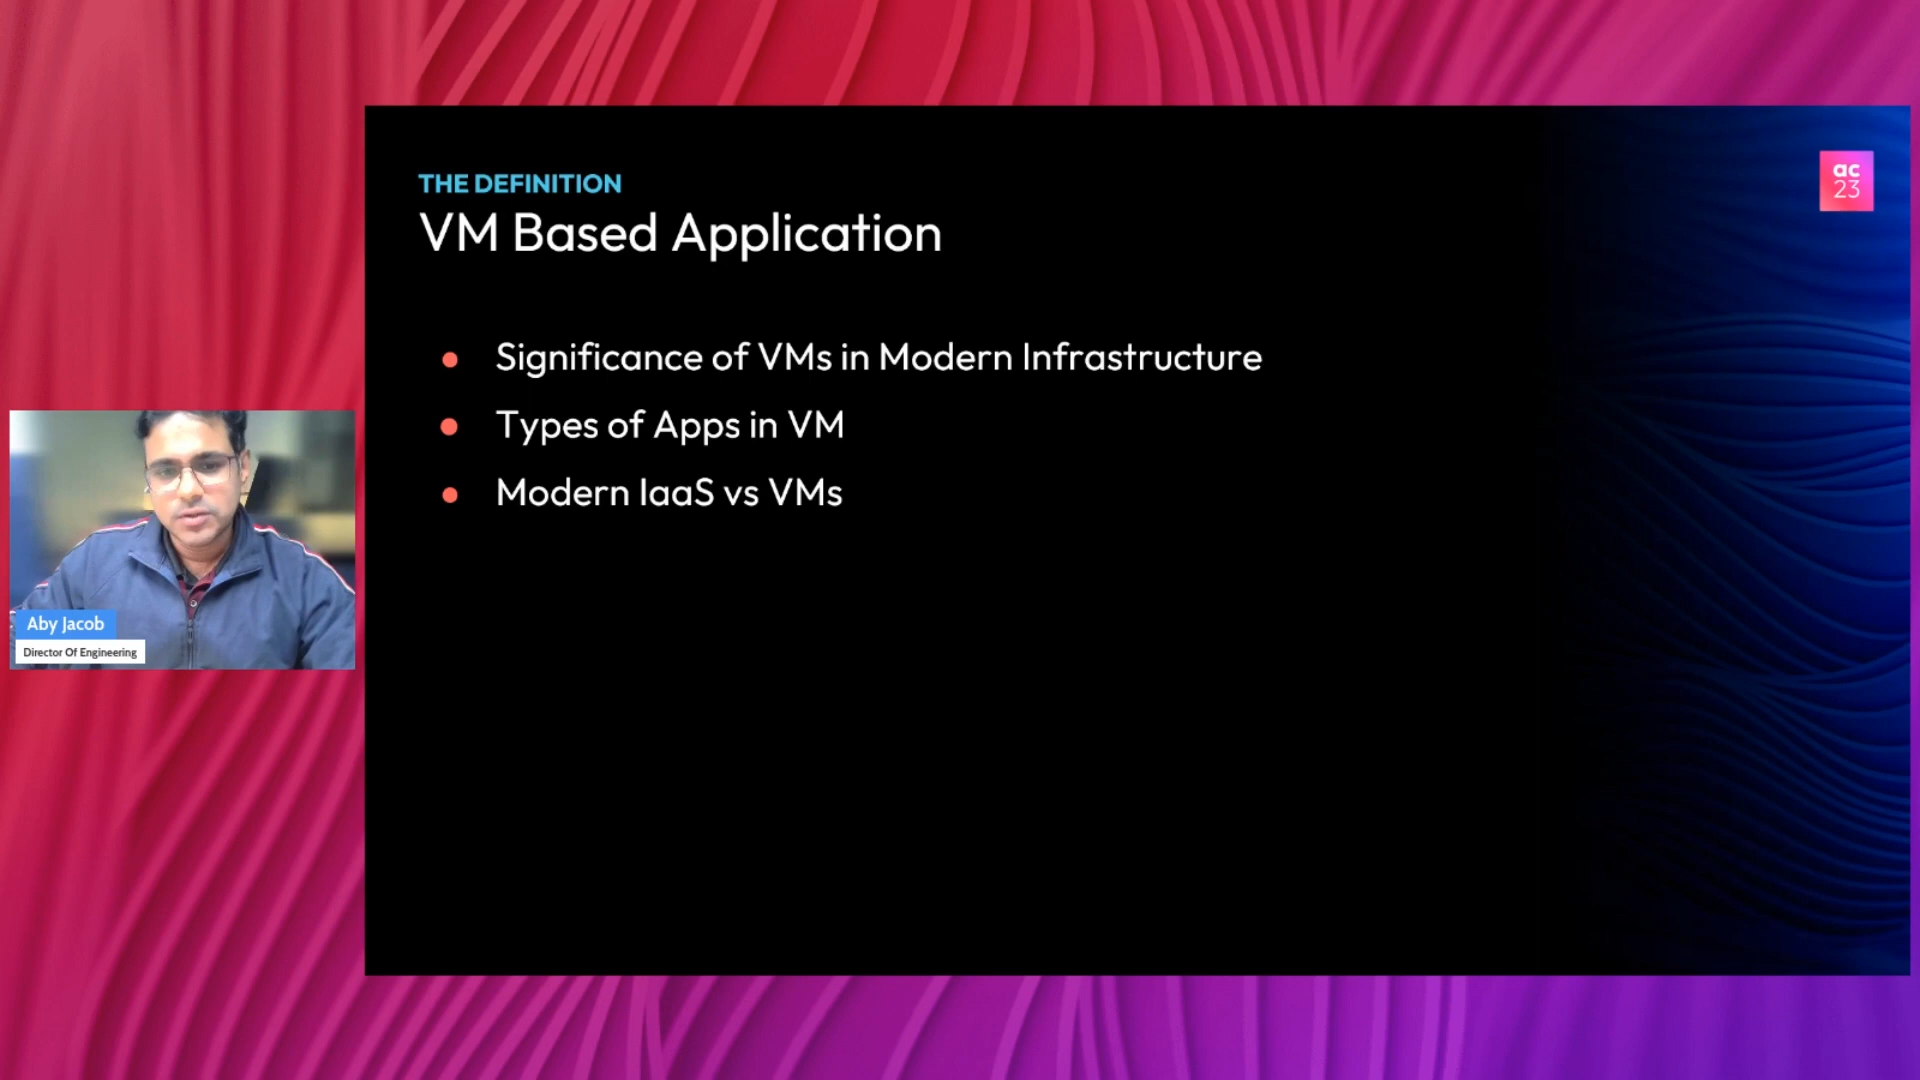 THE DEFINITION
VM Based Application
ac
23
Significance of VMs in Modern Infrastructure
Types of Apps in VM
Modern IaaS vs VMs
Aby Jacob
Director Of Engineering